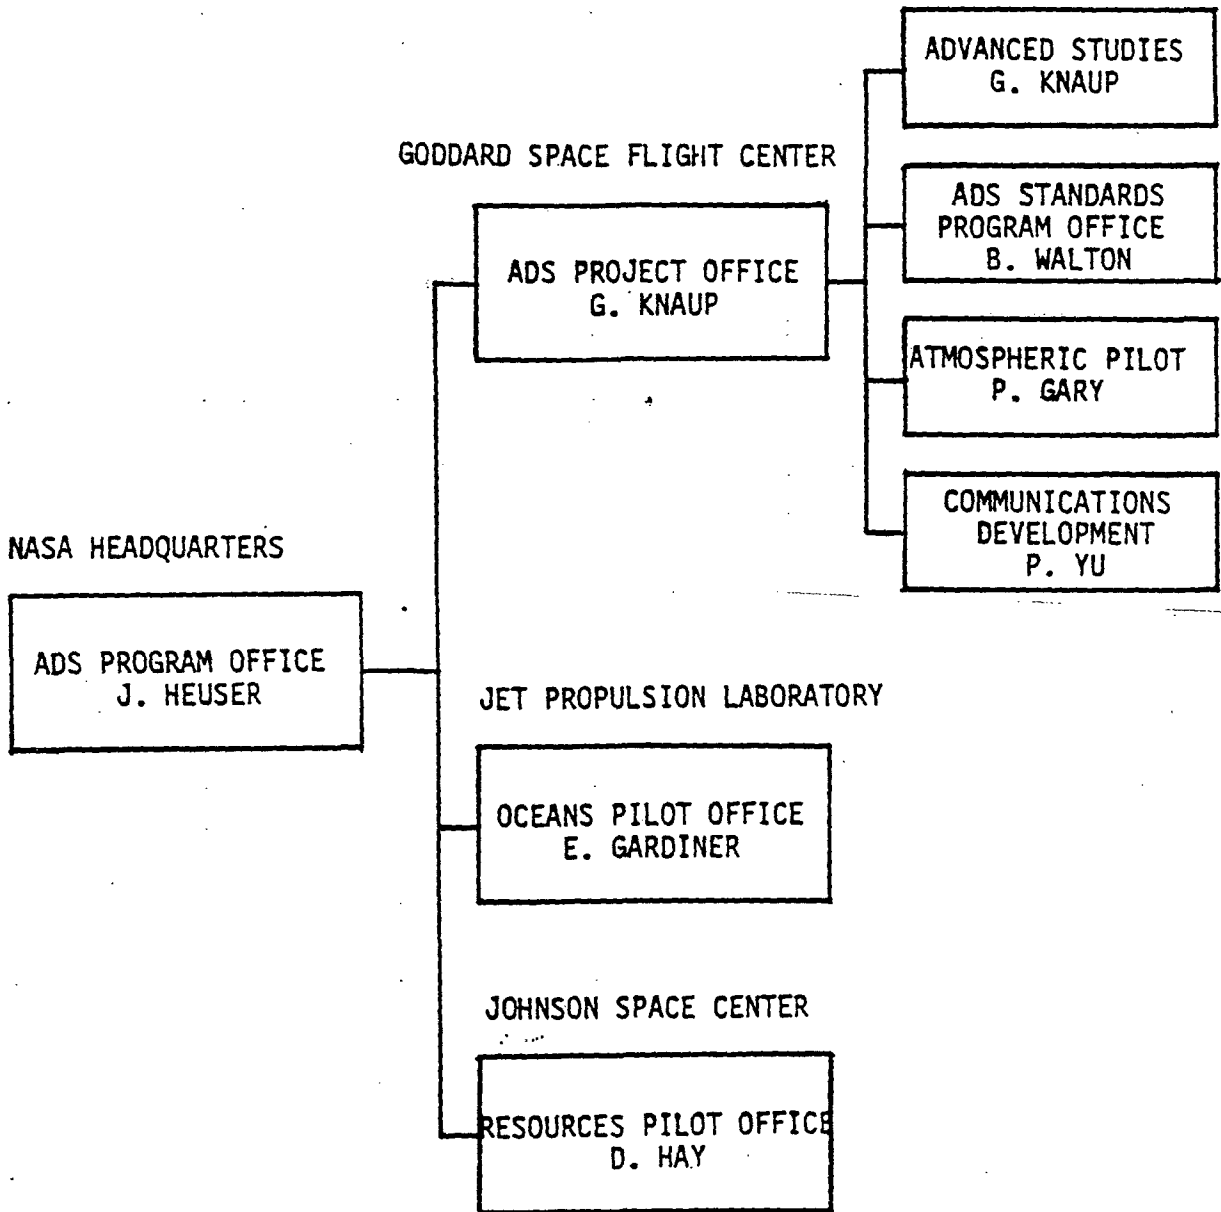 NASA HEADQUARTERS
ADS PROGRAM OFFICE
J. HEUSER
GODDARD SPACE FLIGHT CENTER
ADS PROJECT OFFICE
G. KNAUP
ADVANCED STUDIES
G. KNAUP
ADS STANDARDS
PROGRAM OFFICE
B. WALTON
ATMOSPHERIC PILOT
P. GARY
COMMUNICATIONS
DEVELOPMENT
P. YU
JET PROPULSION LABORATORY
OCEANS PILOT OFFICE
E. GARDINER
JOHNSON SPACE CENTER
RESOURCES PILOT OFFICE
D. HAY